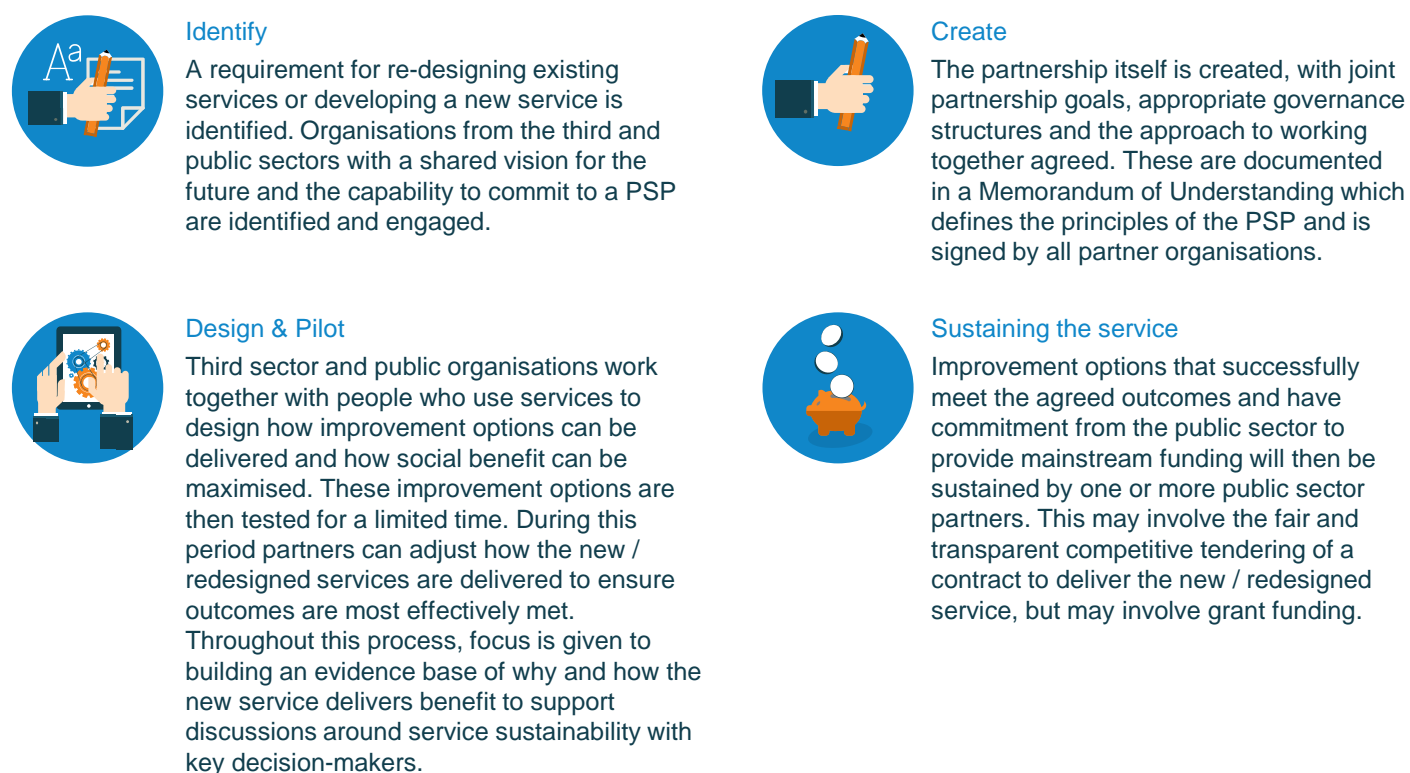 Aa
Identify
A requirement for re-designing existing
services or developing a new service is
identified. Organisations from the third and
public sectors with a shared vision for the
future and the capability to commit to a PSP
are identified and engaged.
Create
The partnership itself is created, with joint
partnership goals, appropriate governance
structures and the approach to working
together agreed. These are documented
in a Memorandum of Understanding which
defines the principles of the PSP and is
signed by all partner organisations.
Design & Pilot
Third sector and public organisations work
together with people who use services to
design how improvement options can be
delivered and how social benefit can be
maximised. These improvement options are
then tested for a limited time. During this
period partners can adjust how the new /
redesigned services are delivered to ensure
outcomes are most effectively met.
Throughout this process, focus is given to
building an evidence base of why and how the
new service delivers benefit to support
discussions around service sustainability with
key decision-makers.
Sustaining the service
Improvement options that successfully
meet the agreed outcomes and have
commitment from the public sector to
provide mainstream funding will then be
sustained by one or more public sector
partners. This may involve the fair and
transparent competitive tendering of a
contract to deliver the new / redesigned
service, but may involve grant funding.